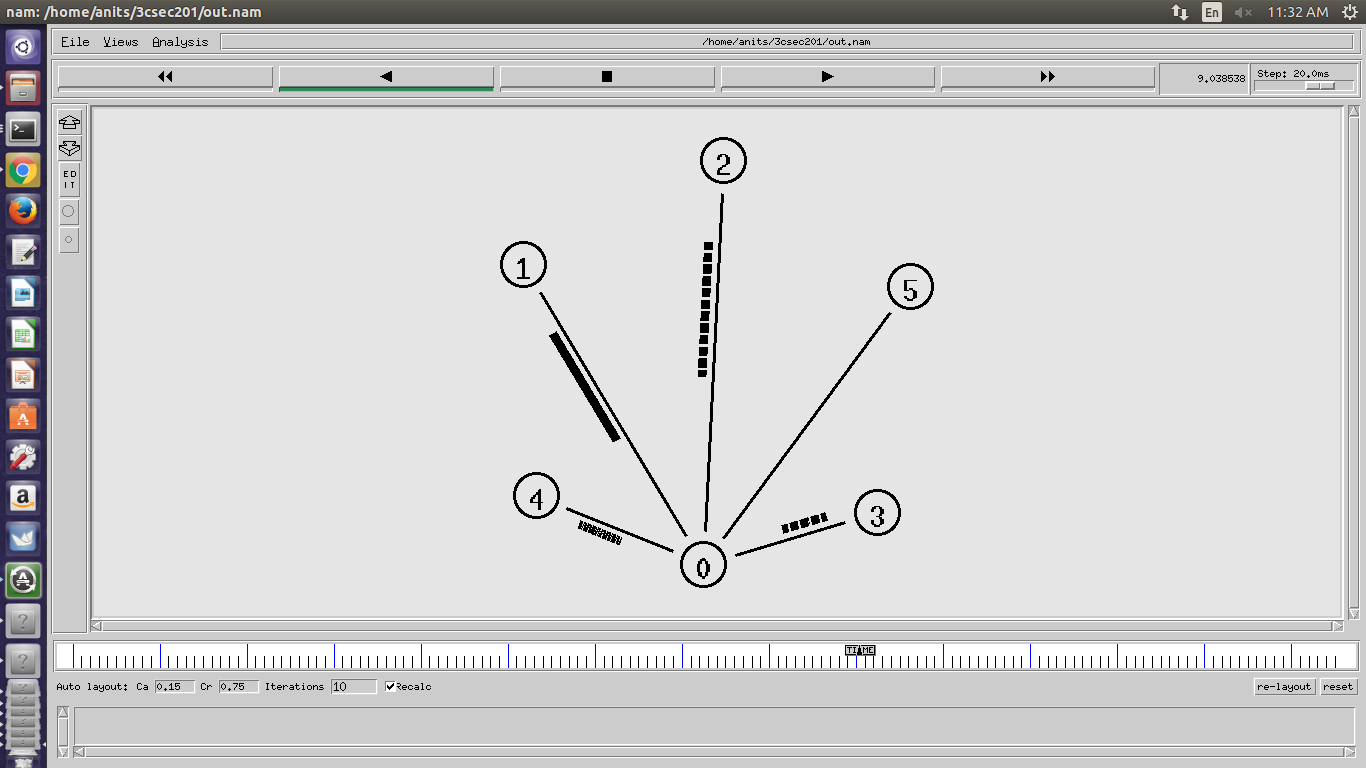 nam: /home/anits/3csec201/out.nam
En
11:32 AM
File Views Analysis
/home/anits/3csec201/out.nam
9.038538
Step: 20.0ms
ED
IT
2
1
5
4
3
0
TIME
Auto layout: Ca 0.15 Cr 0.75 Iterations 10 Recalc
re-layout reset